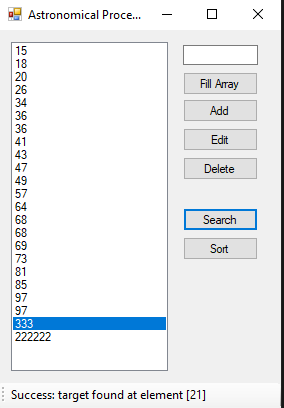 Astronomical Proce...
15
18
20
26
34
36
36
41
43
47
49
57
64
68
68
69
73
81
85
97
97
333
222222
Fill Array
Add
Edit
Delete
Search
Sort
Success: target found at element [21]